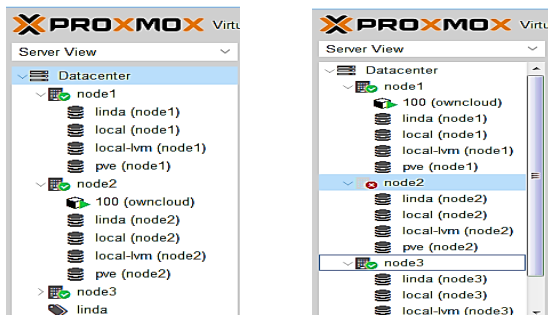 PROXMOX Virtu
Server View
Datacenter
node1
linda (node1)
local (node1)
local-lvm (node1)
pve (node1)
node2
100 (owncloud)
linda (node2)
local (node2)
local-lvm (node2)
pve (node2)
node3
linda
PROXMOX Virtu
Server View
Datacenter
node1
100 (owncloud)
linda (node1)
local (node1)
local-lvm (node1)
pve (node1)
node2
linda (node2)
local (node2)
local-lvm (node2)
pve (node2)
node3
linda (node3)
local (node3)
local-lvm (node3)